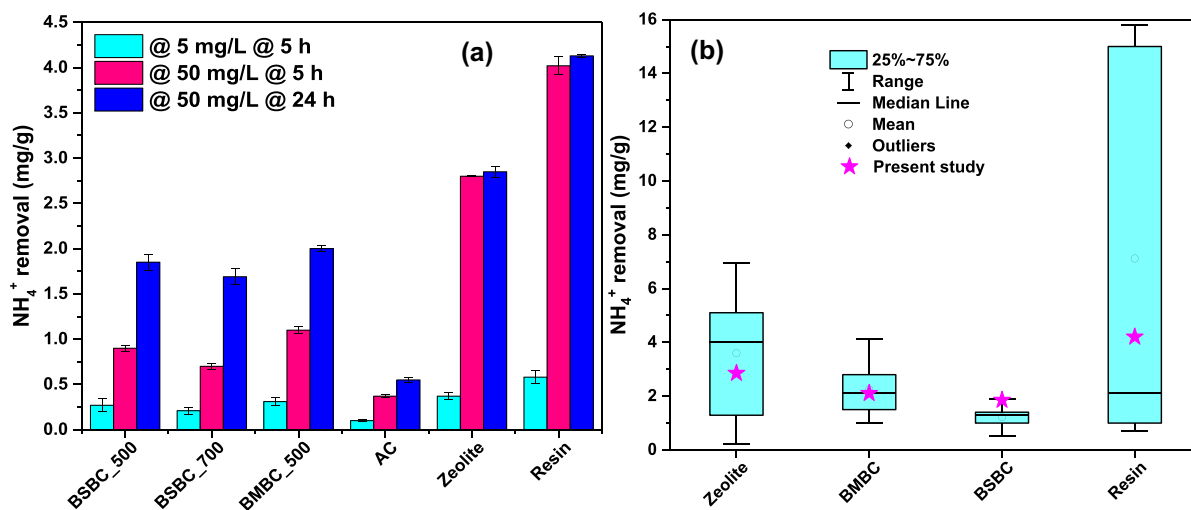 (a)
@ 5 mg/L @ 5 h
@ 50 mg/L @ 5 h
@ 50 mg/L @ 24 h
NH₄⁺ removal (mg/g)
4.5
4.0
3.5
3.0
2.5
2.0
1.5
1.0
0.5
0.0
BSBC_500
BSBC_700
BMBC_500
AC
Zeolite
Resin
(b)
25%~75%
Range
Median Line
Mean
Outliers
Present study
NH₄⁺ removal (mg/g)
16
14
12
10
8
6
4
2
0
Zeolite
BMBC
BSBC
Resin